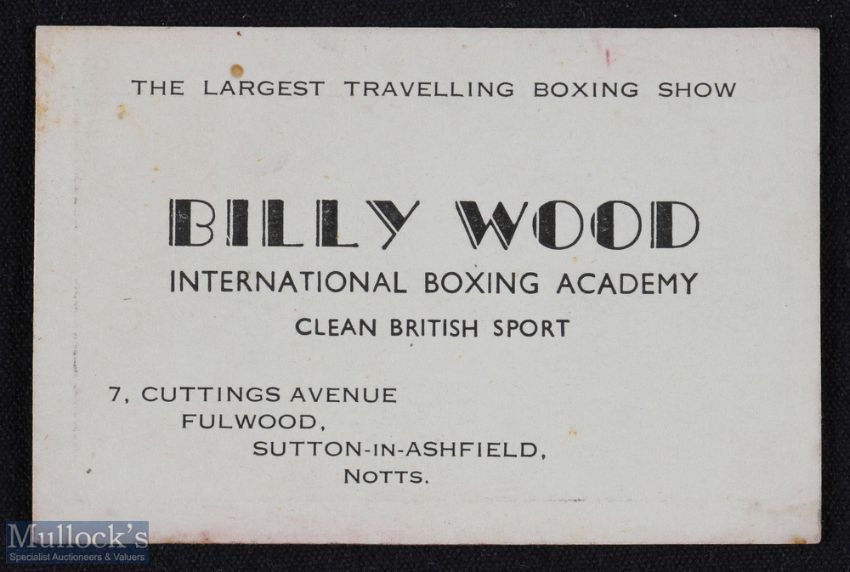 THE LARGEST TRAVELLING BOXING SHOW
BILLY WOOD
INTERNATIONAL BOXING ACADEMY
CLEAN BRITISH SPORT
7, CUTTINGS AVENUE
FULWOOD,
SUTTON-IN-ASHFIELD,
NOTTS.
Mullock's
Specialist Auctioneers & Valuers